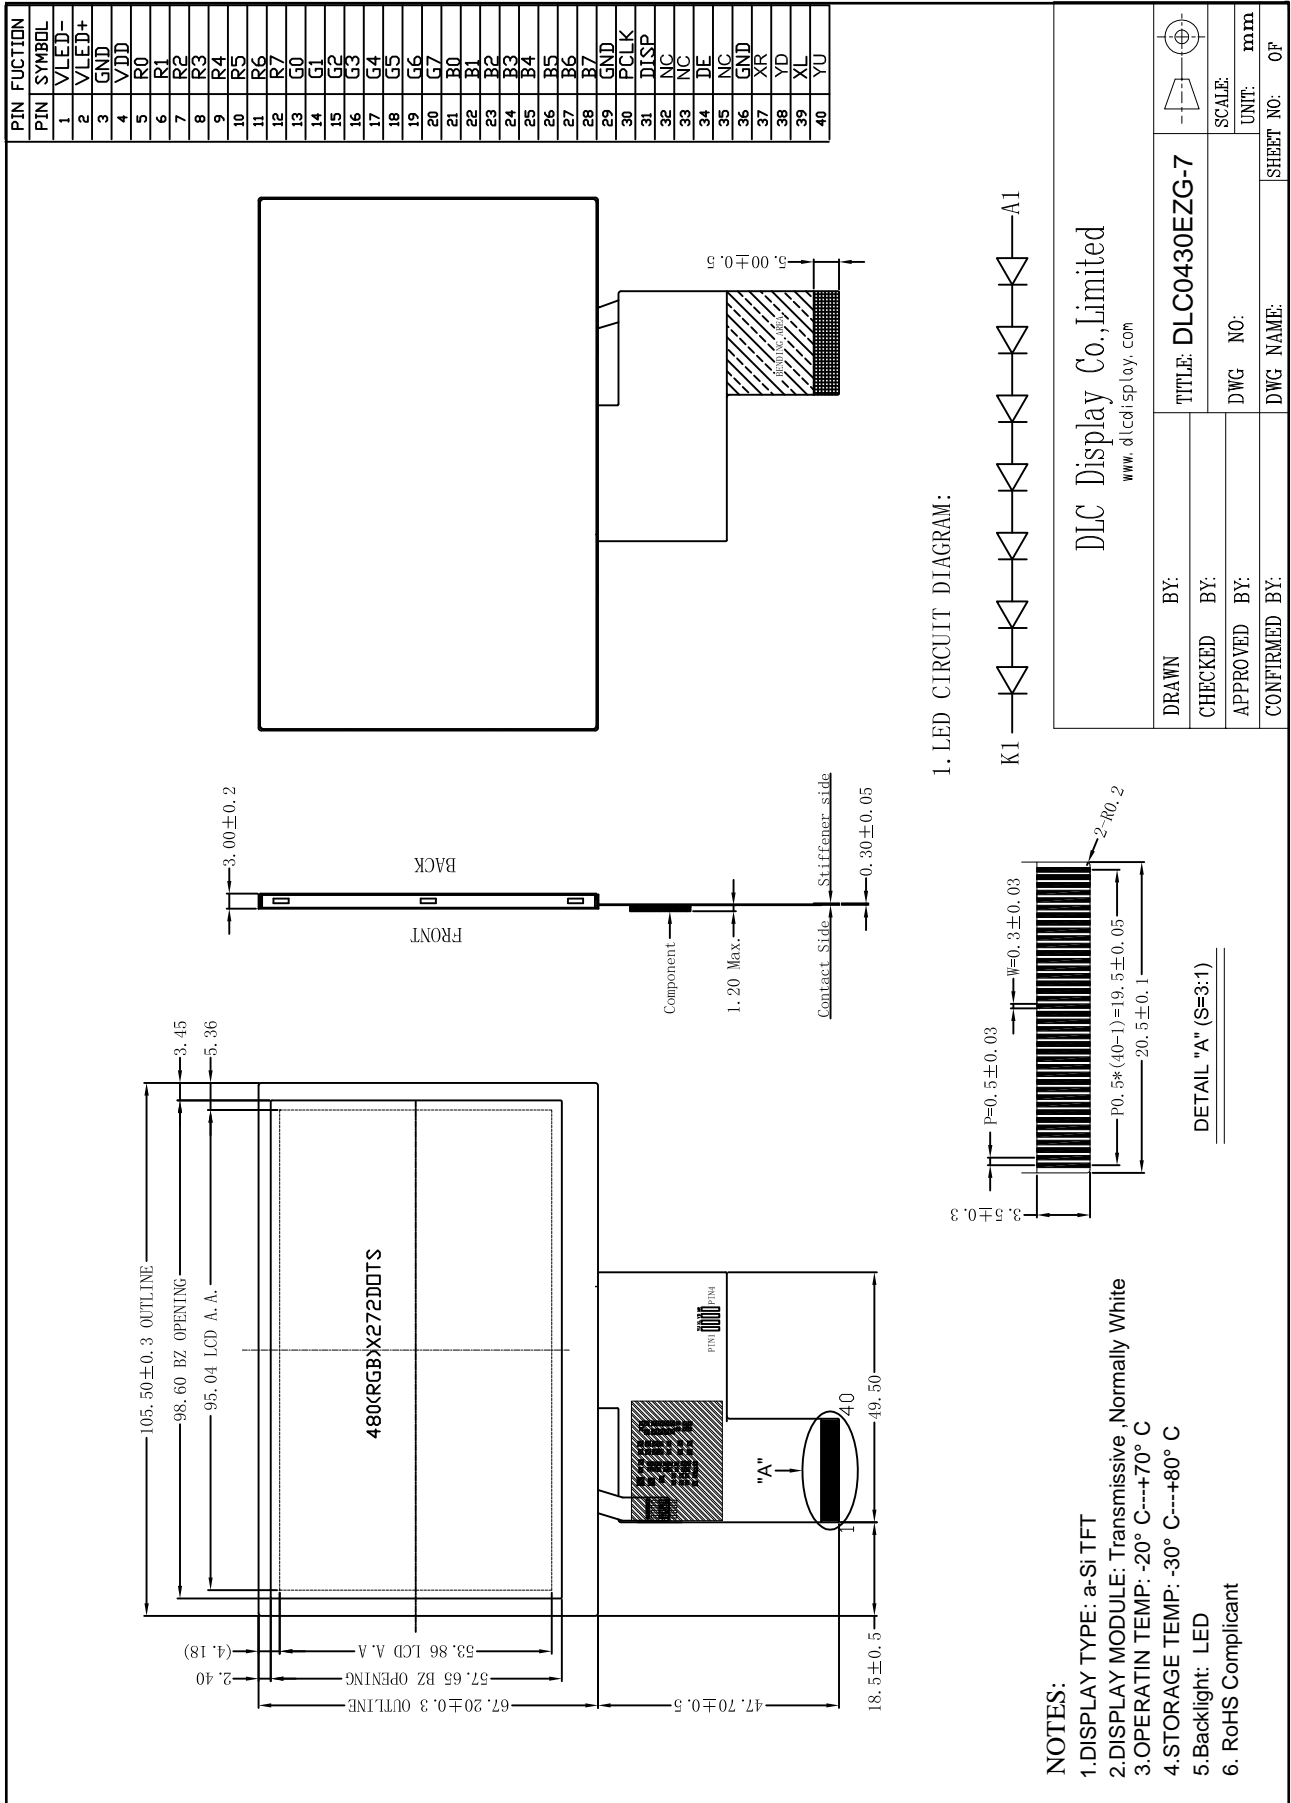 PIN FUCTION
PIN SYMBOL
1 VLED-
2 VLED+
3 GND
4 VDD
5 R0
6 R1
7 R2
8 R3
9 R4
10 R5
11 R6
12 R7
13 G0
14 G1
15 G2
16 G3
17 G4
18 G5
19 G6
20 G7
21 B0
22 B1
23 B2
24 B3
25 B4
26 B5
27 B6
28 B7
29 GND
30 PCLK
31 DISP
32 NC
33 NC
34 DE
35 NC
36 GND
37 XR
38 YD
39 XL
40 YU
105.50±0.3 OUTLINE
98.60 BZ OPENING
95.04 LCD A.A.
3.45
5.36
480(RGB)X272DOTS
(4.18)
2.40
53.86 LCD A.A
57.65 BZ OPENING
67.20±0.3 OUTLINE
47.70±0.5
PIN1
PIN4
"A"
1
40
49.50
18.5±0.5
3.00±0.2
BACK
FRONT
Component
1.20 Max.
Contact Side
Stiffener side
0.30±0.05
BENDING AREA
5.00±0.5
1. LED CIRCUIT DIAGRAM:
K1
A1
P=0.5±0.03
W=0.3±0.03
3.5±0.3
P0.5*(40-1)=19.5±0.05
20.5±0.1
2-R0.2
DETAIL "A" (S=3:1)
NOTES:
1.DISPLAY TYPE: a-Si TFT
2.DISPLAY MODULE: Transmissive ,Normally White
3.OPERATIN TEMP: -20° C---+70° C
4.STORAGE TEMP: -30° C---+80° C
5.Backlight: LED
6. RoHS Complicant
DLC Display Co.,Limited
www.dlcdisplay.com
DRAWN BY:
CHECKED BY:
APPROVED BY:
CONFIRMED BY:
TITLE: DLC0430EZG-7
DWG NO:
DWG NAME:
SCALE:
UNIT: mm
SHEET NO: OF